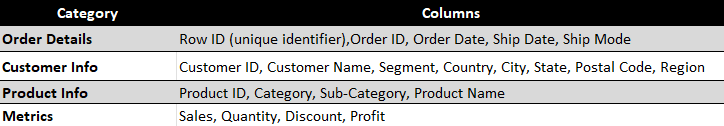 Category Columns
Order Details Row ID (unique identifier),Order ID, Order Date, Ship Date, Ship Mode
Customer Info Customer ID, Customer Name, Segment, Country, City, State, Postal Code, Region
Product Info Product ID, Category, Sub-Category, Product Name
Metrics Sales, Quantity, Discount, Profit